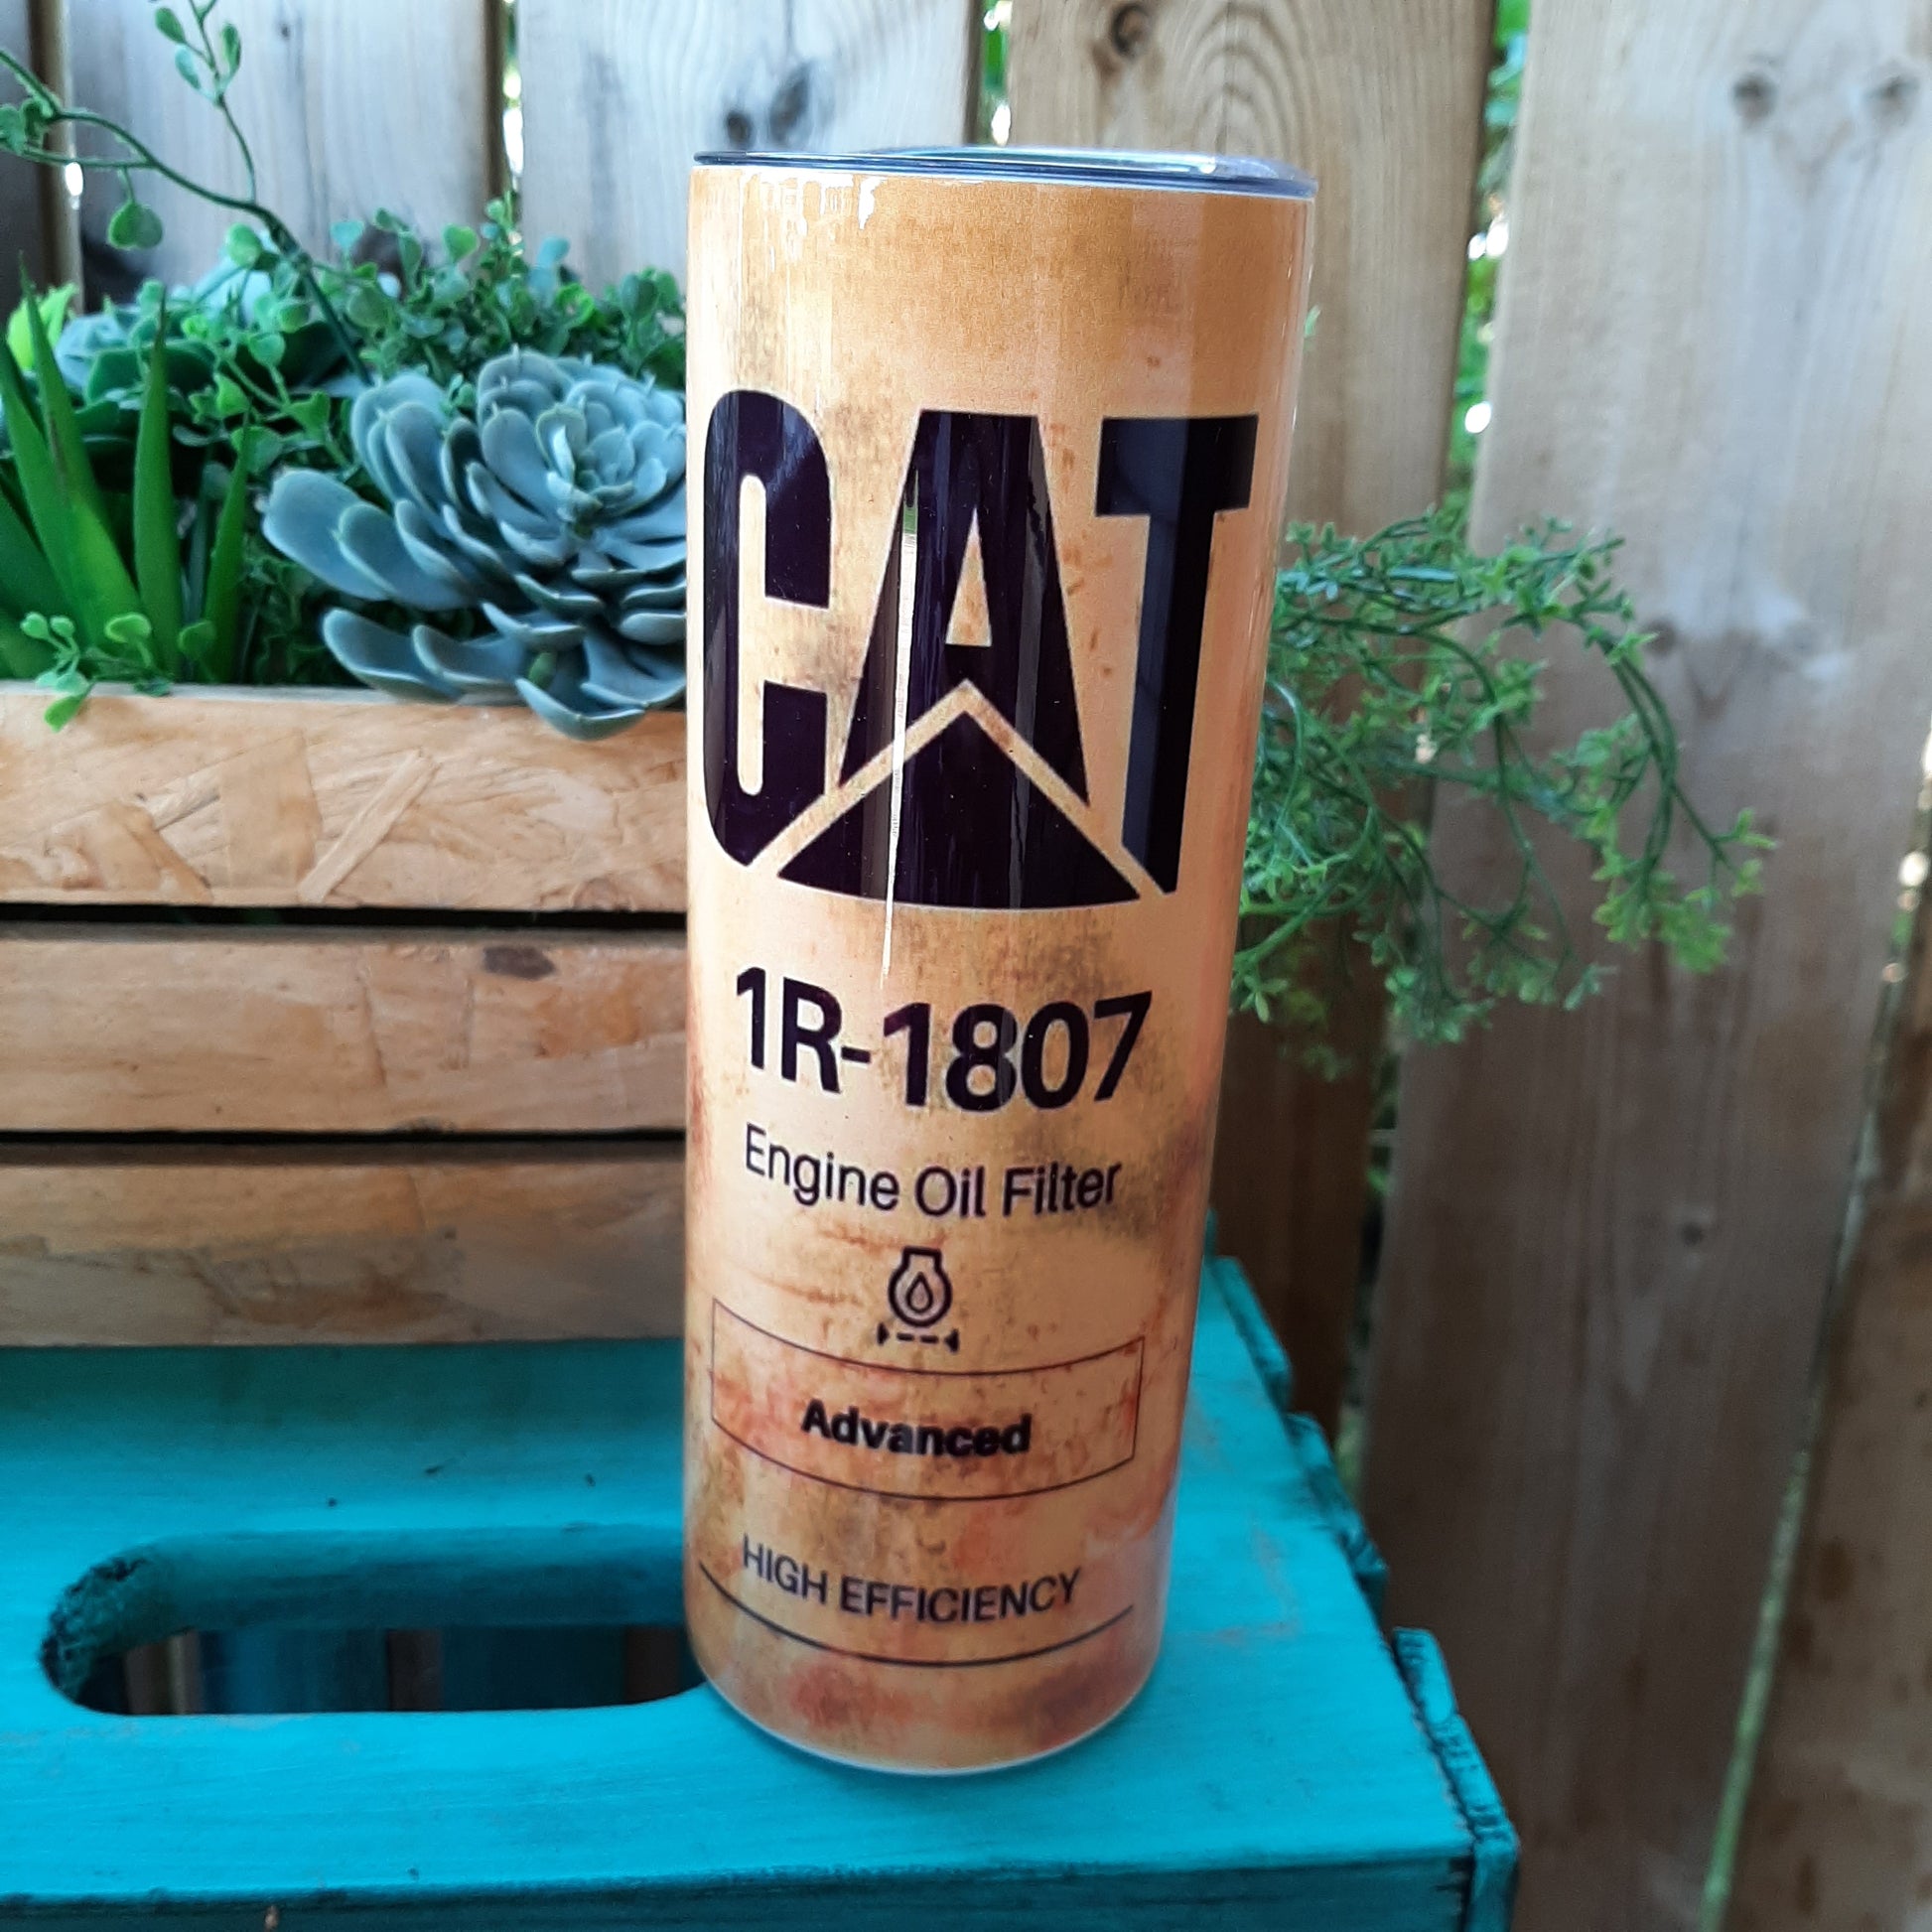 CAT
1R-1807
Engine Oil Filter
Advanced
HIGH EFFICIENCY